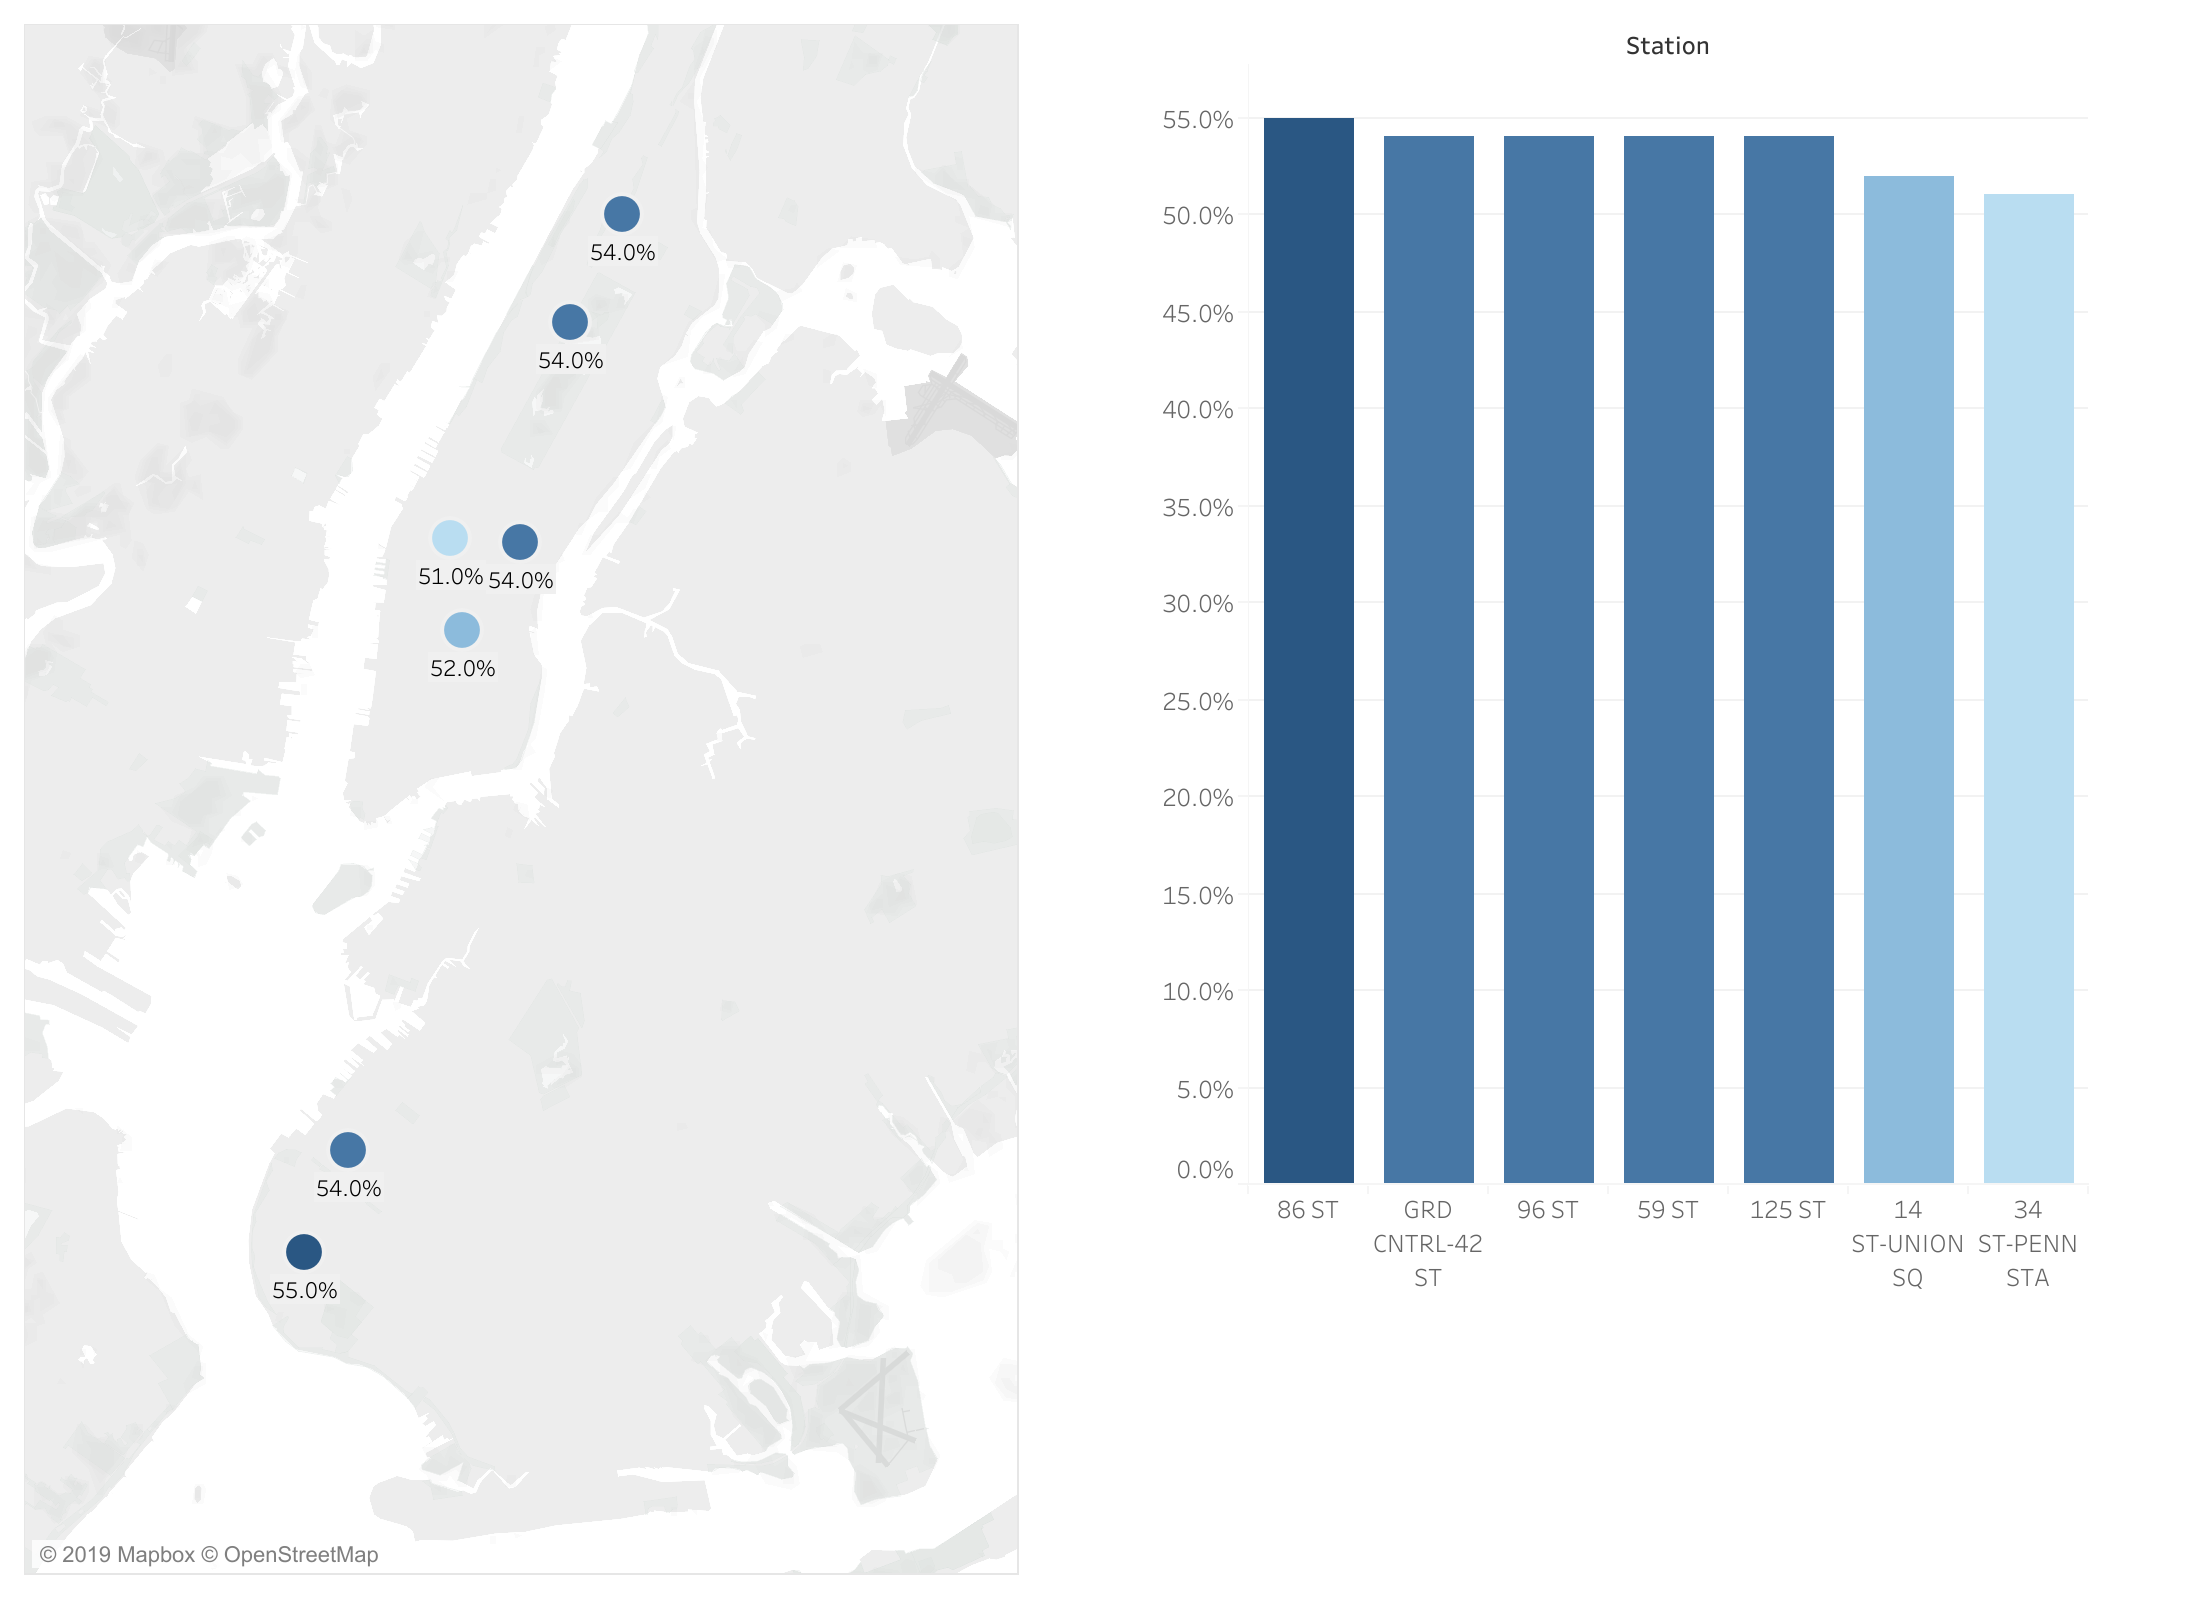 54.0%
54.0%
51.0% 54.0%
52.0%
54.0%
55.0%
© 2019 Mapbox © OpenStreetMap
Station
55.0%
50.0%
45.0%
40.0%
35.0%
30.0%
25.0%
20.0%
15.0%
10.0%
5.0%
0.0%
86 ST
GRD
CNTRL-42
ST
96 ST
59 ST
125 ST
14
ST-UNION
SQ
34
ST-PENN
STA